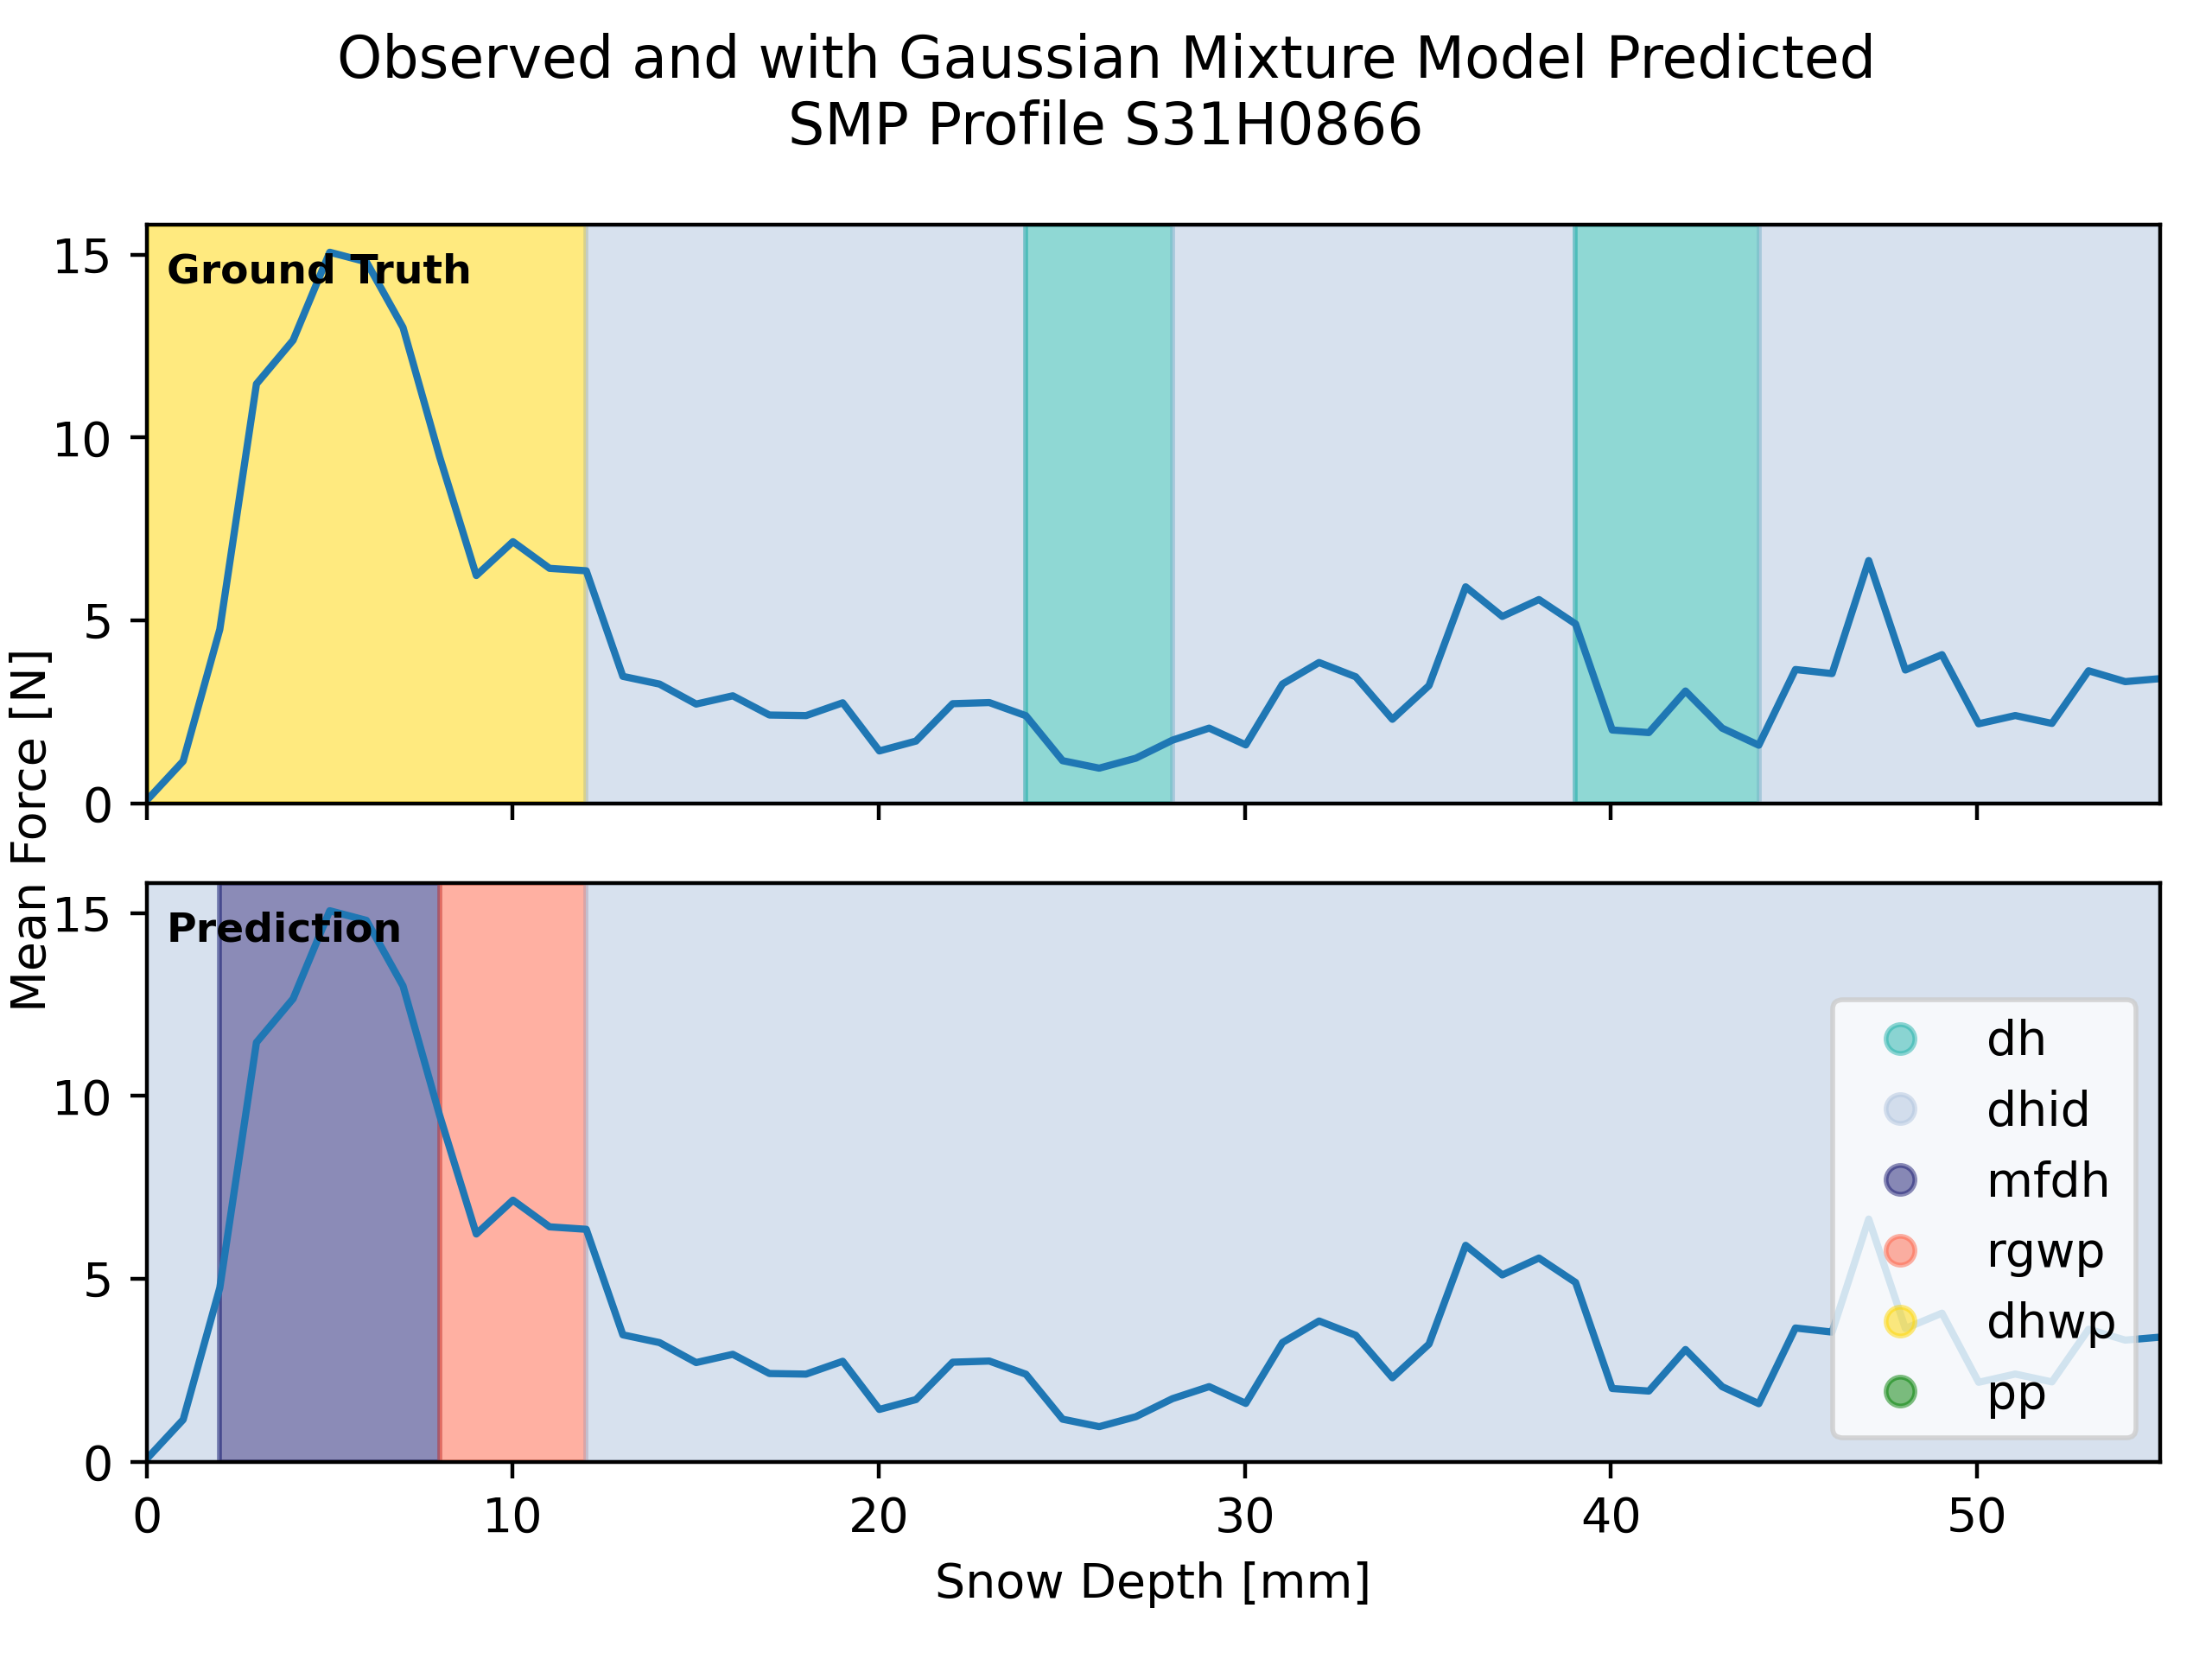 Observed and with Gaussian Mixture Model Predicted
SMP Profile S31H0866
Mean Force [N]
15
10
5
0
Ground Truth
15
10
5
0
Prediction
dh
dhid
mfdh
rgwp
dhwp
pp
0 10 20 30 40 50
Snow Depth [mm]